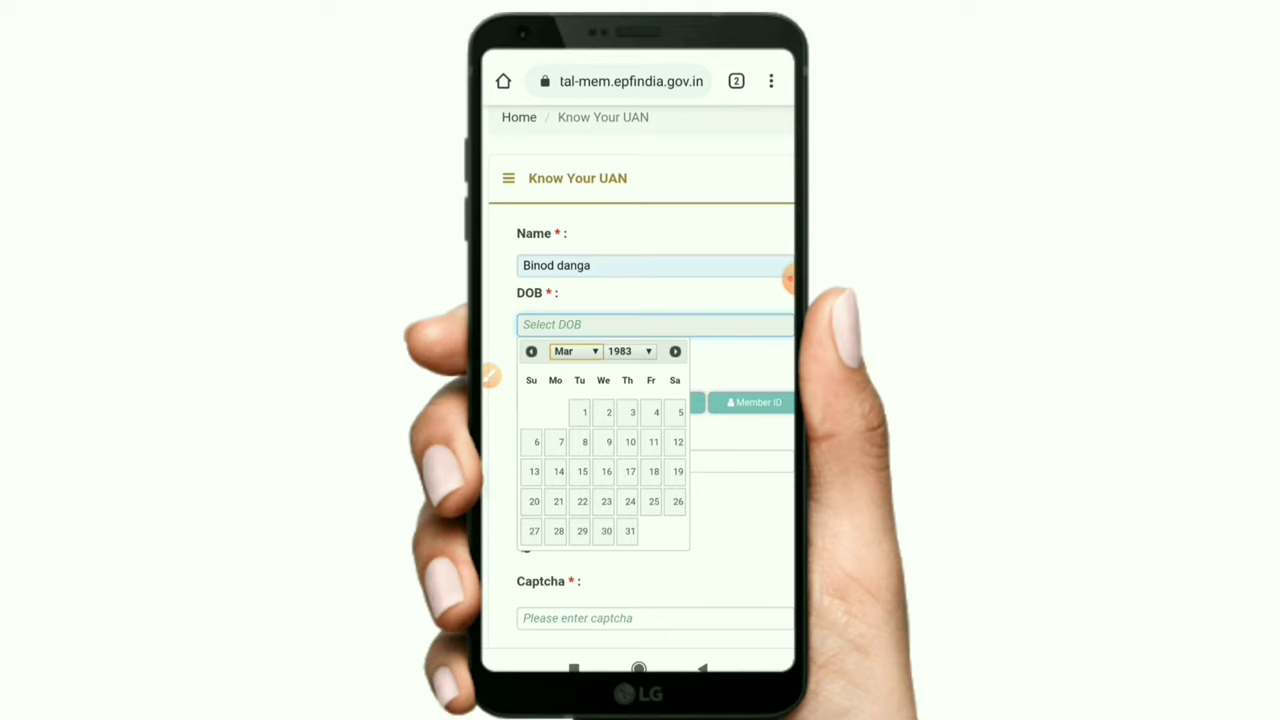 tal-mem.epfindia.gov.in 2
Home / Know Your UAN
Know Your UAN
Name * :
Binod danga
DOB * :
Select DOB
Mar 1983
Su Mo Tu We Th Fr Sa
1 2 3 4 5
6 7 8 9 10 11 12
Member ID
13 14 15 16 17 18 19
20 21 22 23 24 25 26
27 28 29 30 31
Captcha * :
Please enter captcha
LG